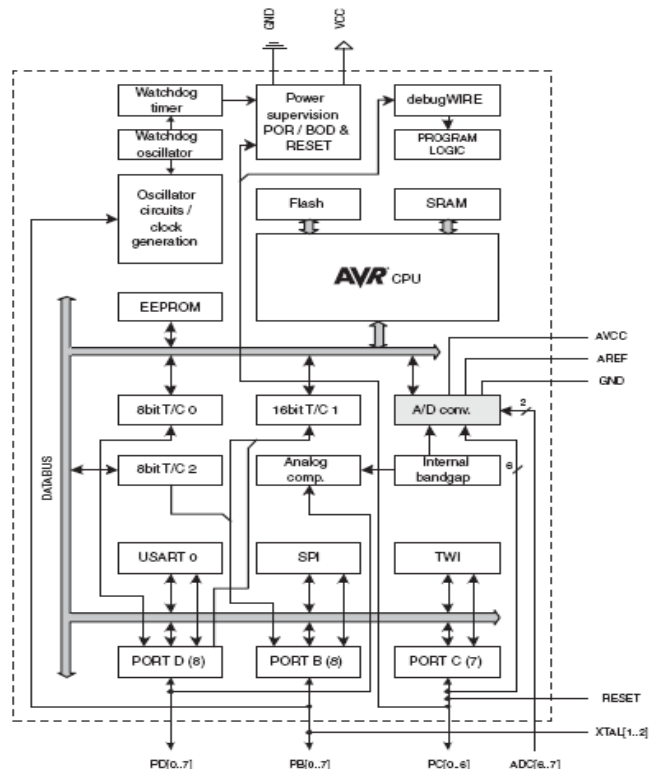 GND
VCC
Watchdog
timer
Power
supervision
POR / BOD &
RESET
debugWIRE
Watchdog
oscillator
PROGRAM
LOGIC
Oscillator
circuits /
clock
generation
Flash
SRAM
AVR CPU
EEPROM
AVCC
AREF
GND
8bit T/C 0
16bit T/C 1
A/D conv.
2
DATABUS
8bit T/C 2
Analog
comp.
Internal
bandgap
6
USART 0
SPI
TWI
PORT D (8)
PORT B (8)
PORT C (7)
RESET
XTAL[1..2]
PD[0..7]
PB[0..7]
PC[0..6]
ADC[6..7]